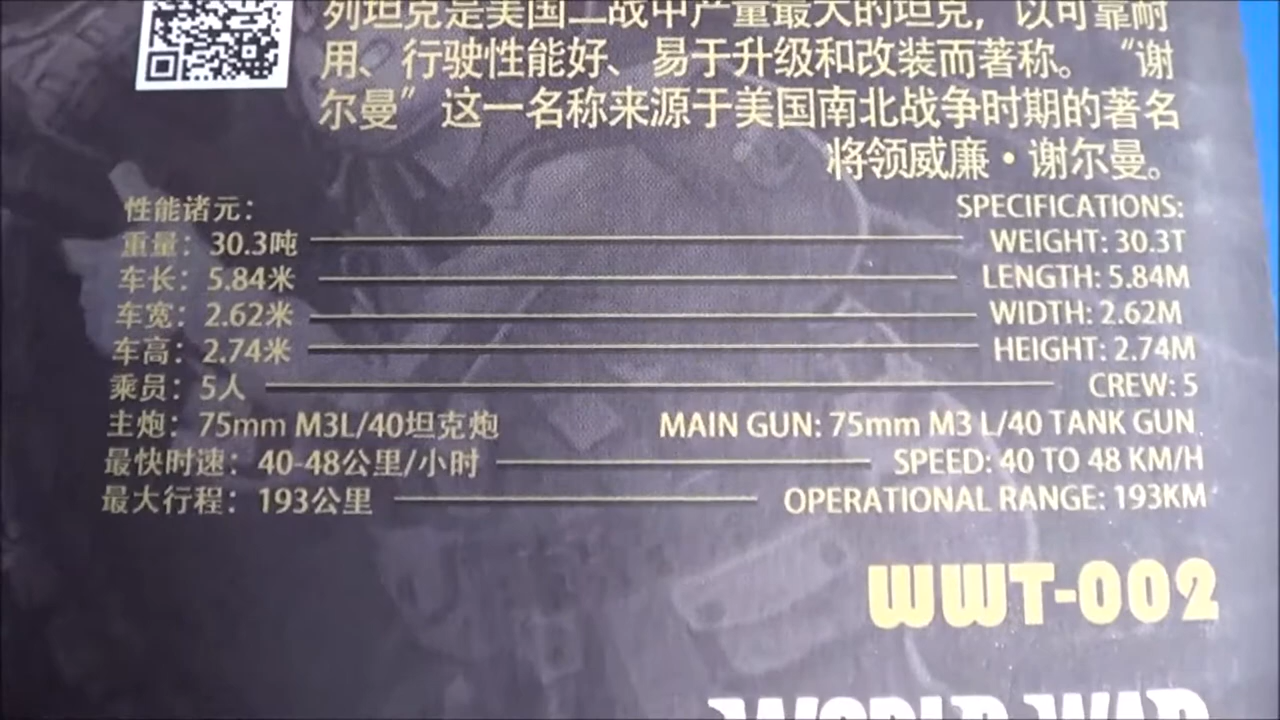 列坦克是美国二战中产量最大的坦克，以可靠耐
用、行驶性能好、易于升级和改装而著称。“谢
尔曼”这一名称来源于美国南北战争时期的著名
将领威廉·谢尔曼。
性能诸元： SPECIFICATIONS:
重量：30.3吨 WEIGHT: 30.3T
车长：5.84米 LENGTH: 5.84M
车宽：2.62米 WIDTH: 2.62M
车高：2.74米 HEIGHT: 2.74M
乘员：5人 CREW: 5
主炮：75mm M3L/40坦克炮 MAIN GUN: 75mm M3 L/40 TANK GUN.
最快时速：40-48公里/小时 SPEED: 40 TO 48 KM/H
最大行程：193公里 OPERATIONAL RANGE: 193KM
WWT-002
WORLD WAR